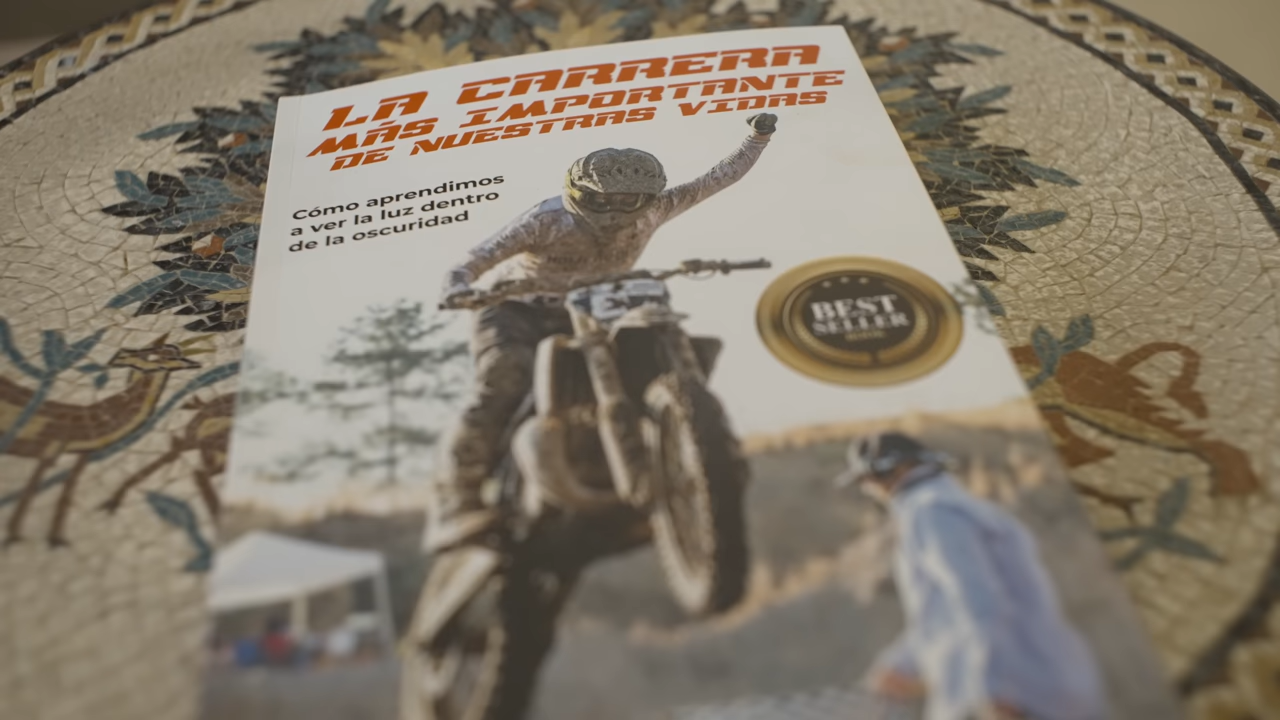 LA CARRERA
MÁS IMPORTANTE
DE NUESTRAS VIDAS
Cómo aprendimos
a ver la luz dentro
de la oscuridad
BEST
SELLER